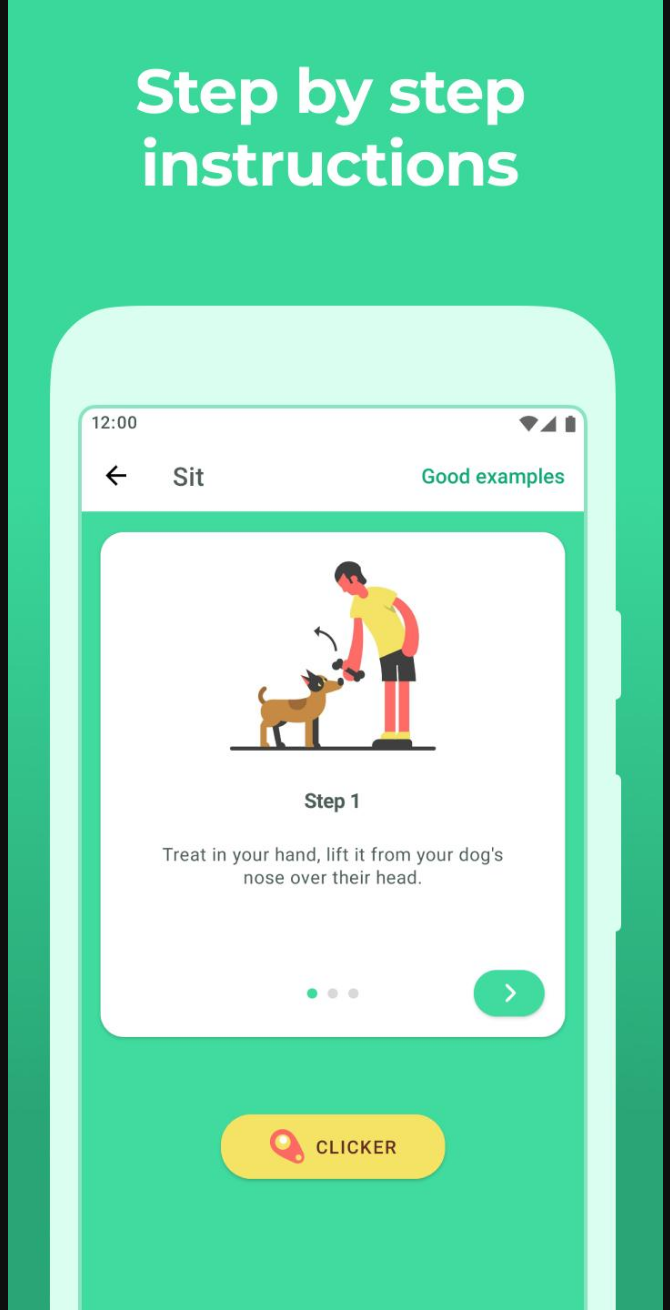 Step by step
instructions
12:00
Sit
Good examples
Step 1
Treat in your hand, lift it from your dog's
nose over their head.
CLICKER